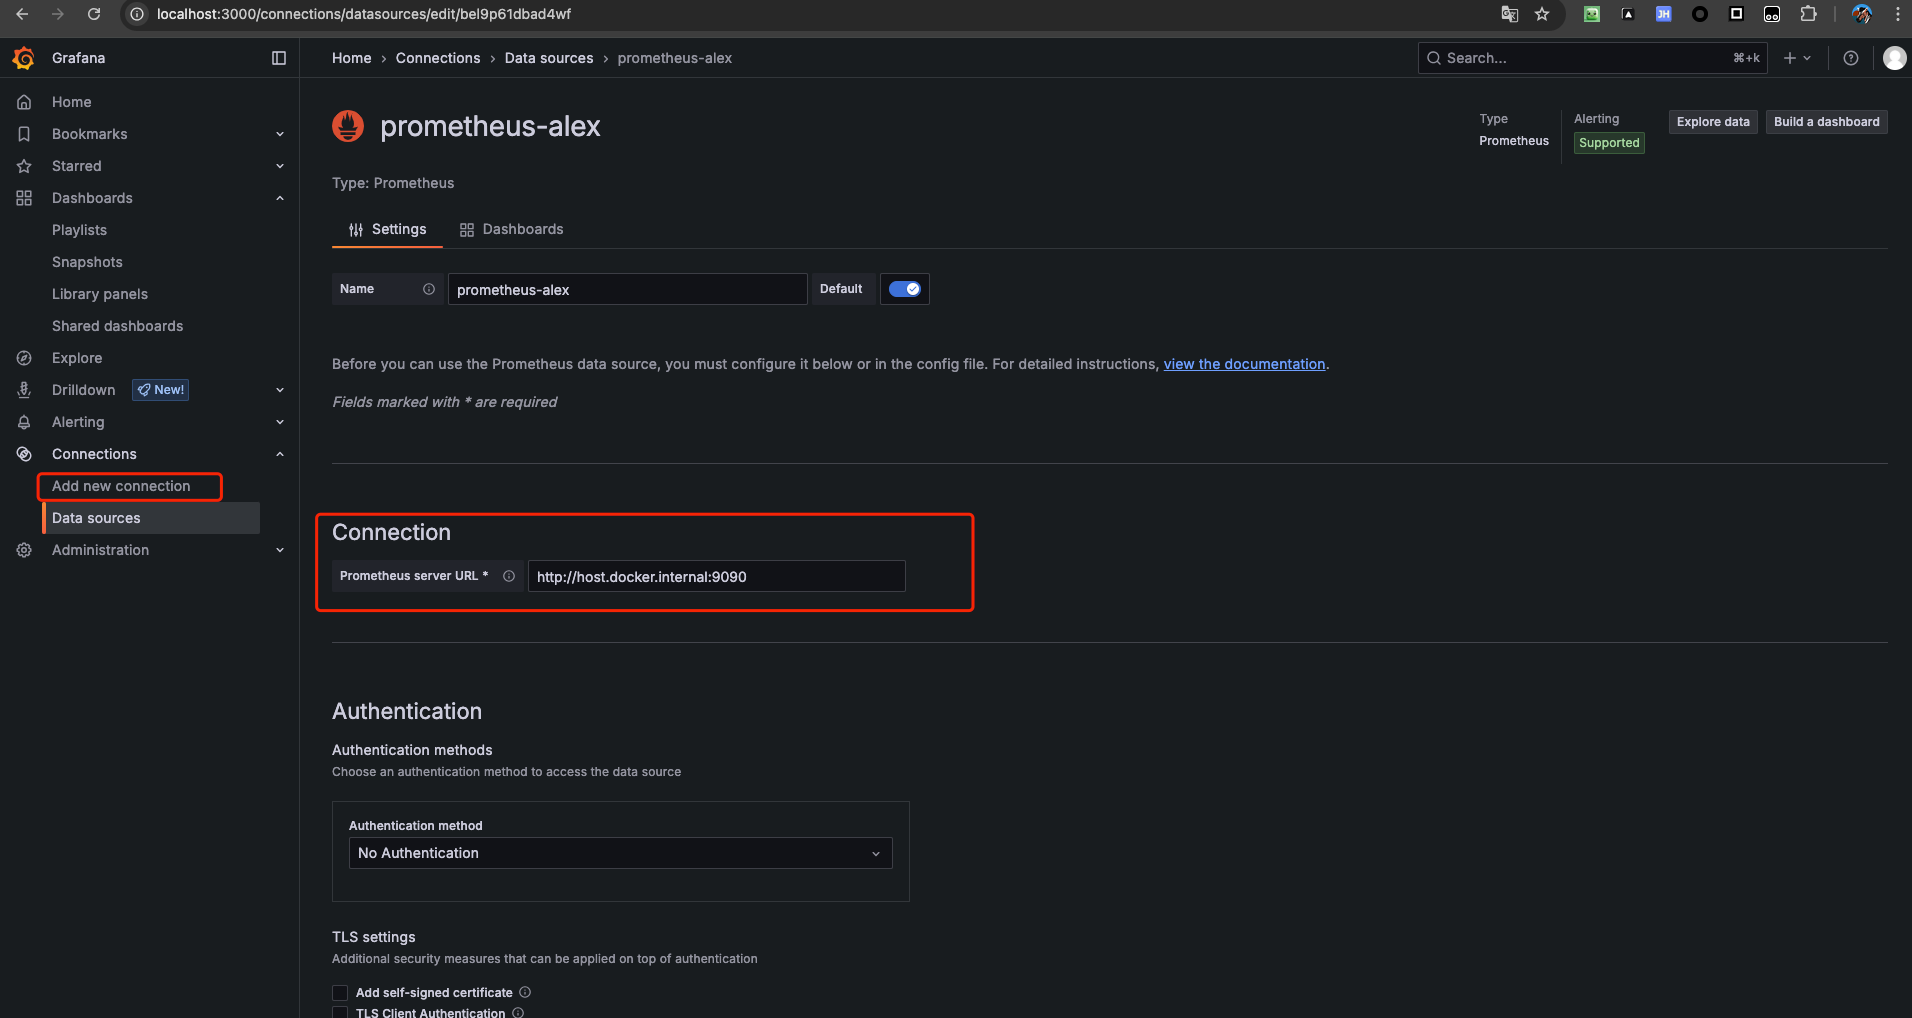 localhost:3000/connections/datasources/edit/bel9p61dbad4wf
JH
Grafana
Home › Connections › Data sources › prometheus-alex
Search... ⌘+k
Home
Bookmarks
Starred
Dashboards
Playlists
Snapshots
Library panels
Shared dashboards
Explore
Drilldown New!
Alerting
Connections
Add new connection
Data sources
Administration
prometheus-alex
Type Alerting
Prometheus Supported
Explore data Build a dashboard
Type: Prometheus
Settings Dashboards
Name prometheus-alex Default
Before you can use the Prometheus data source, you must configure it below or in the config file. For detailed instructions, view the documentation.
Fields marked with * are required
Connection
Prometheus server URL * http://host.docker.internal:9090
Authentication
Authentication methods
Choose an authentication method to access the data source
Authentication method
No Authentication
TLS settings
Additional security measures that can be applied on top of authentication
Add self-signed certificate
TLS Client Authentication